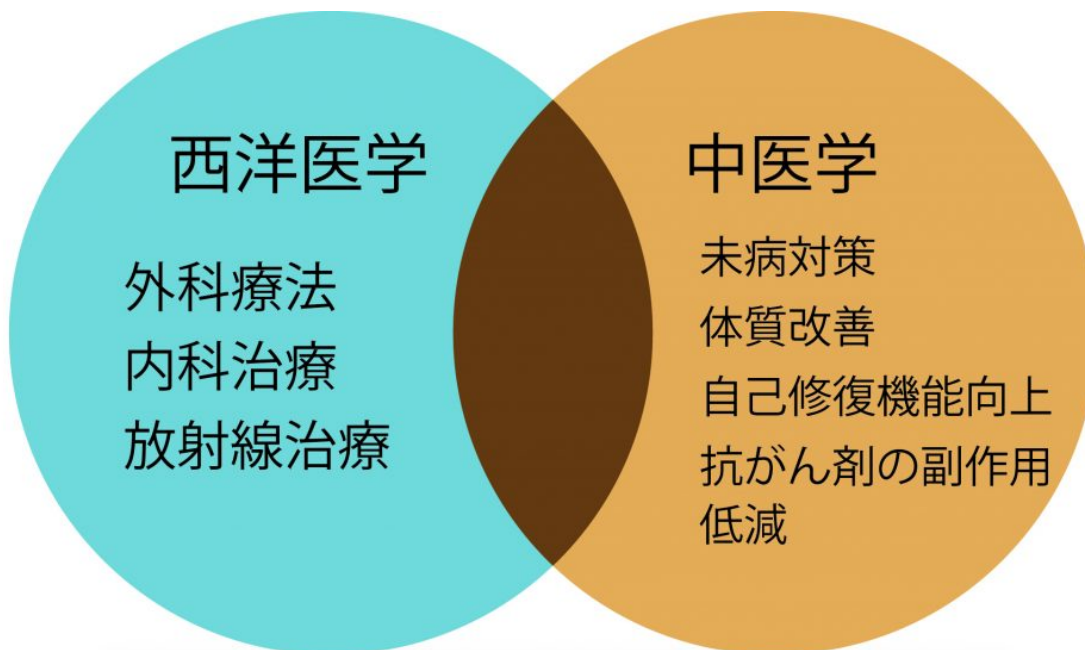 西洋医学
外科療法
内科治療
放射線治療
中医学
未病対策
体質改善
自己修復機能向上
抗がん剤の副作用
低減